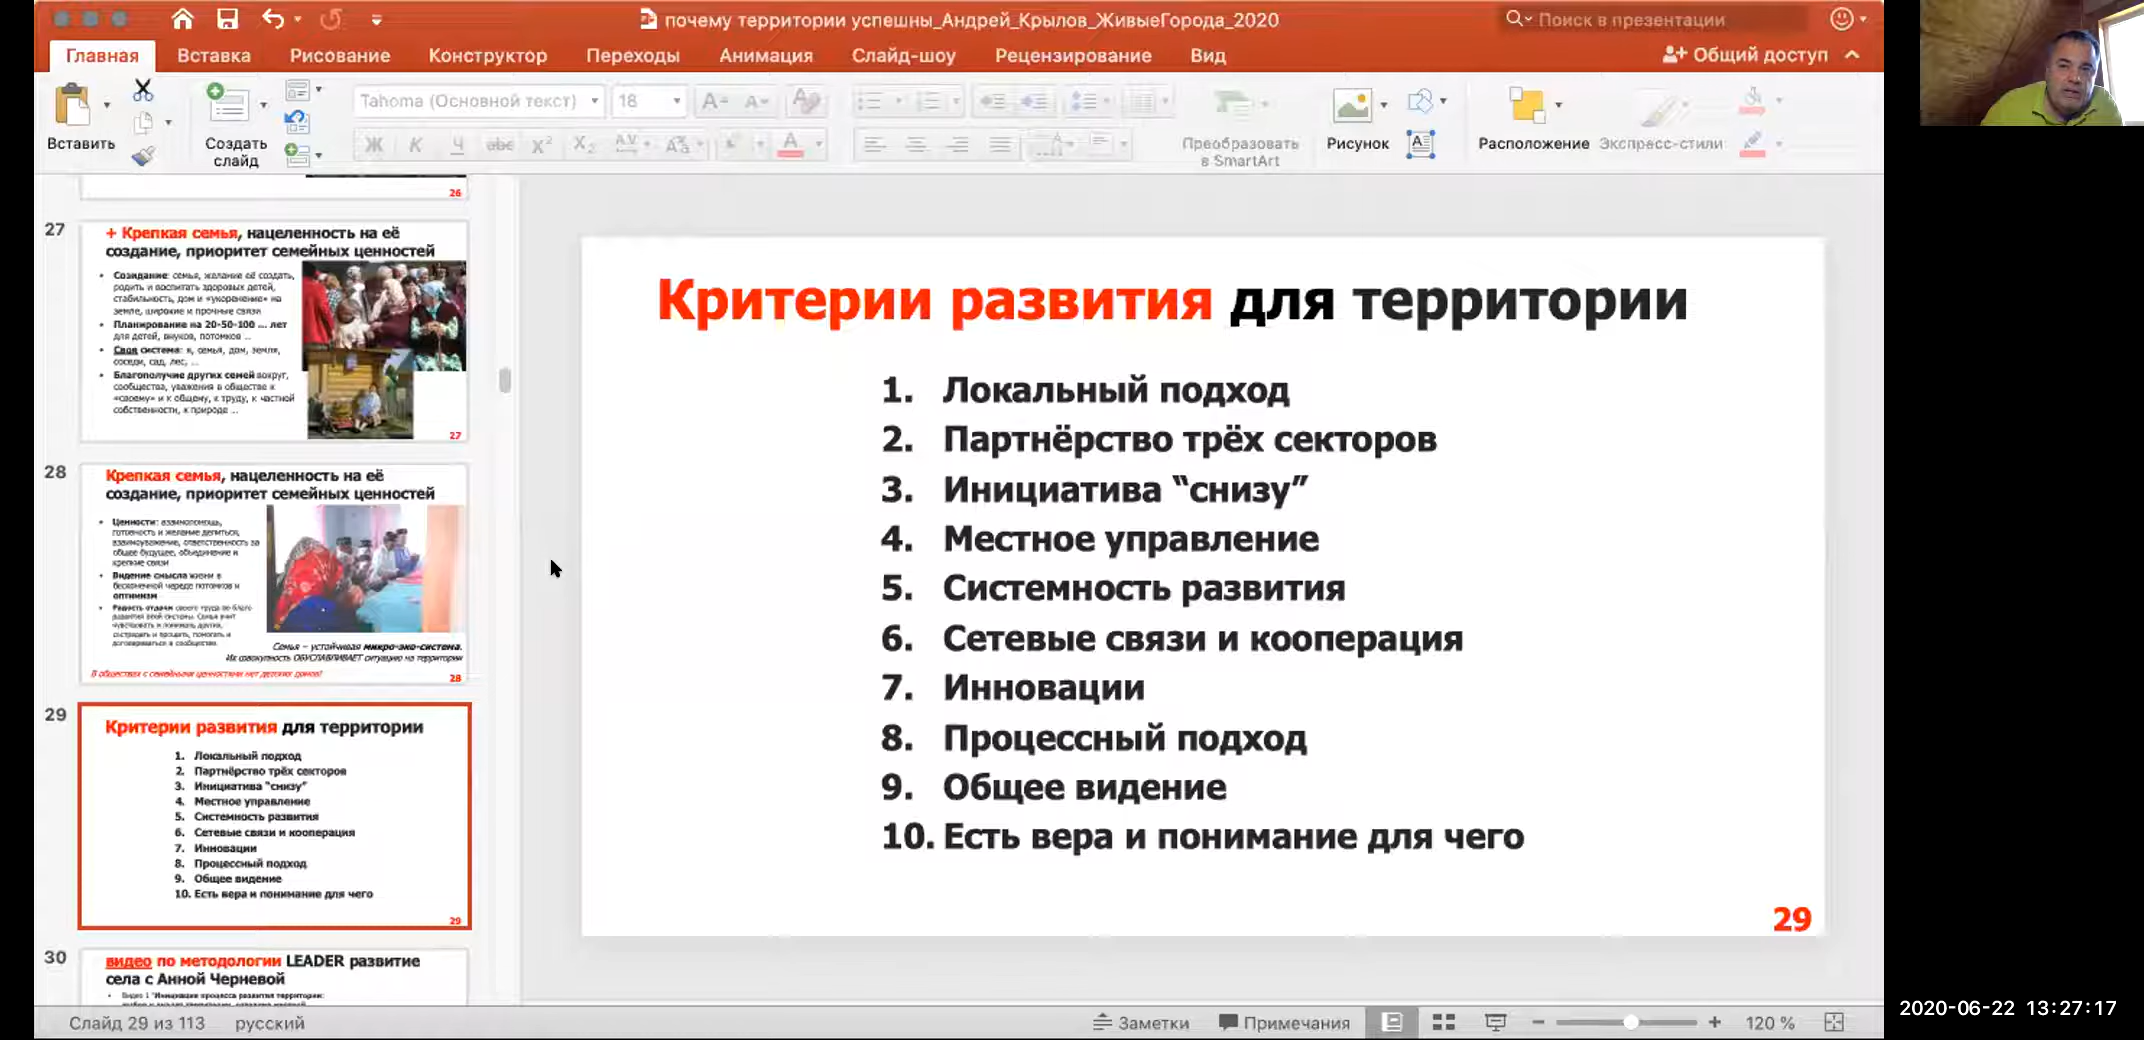 почему территории успешны_Андрей_Крылов_ЖивыеГорода_2020
Поиск в презентации
Главная
Вставка
Рисование
Конструктор
Переходы
Анимация
Слайд-шоу
Рецензирование
Вид
Общий доступ
Вставить
Создать слайд
Tahoma (Основной текст)
18
Ж К Ч abc X² X₂
Преобразовать в SmartArt
Рисунок
Расположение
Экспресс-стили
26
27
+ Крепкая семья, нацеленность на её
создание, приоритет семейных ценностей
• Созидание: семья, желание её создать,
родить и воспитать здоровых детей,
стабильность, дом и «укоренение» на
земле, широкие и прочные связи
• Планирование на 20-50-100 ... лет
для детей, внуков, потомков ...
• Своя система: я, семья, дом, земля,
соседи, сад, лес, ...
• Благополучие других семей вокруг,
сообщества, уважения в обществе к
«своему» и к общему, к труду, к частной
собственности, к природе ...
27
28
Крепкая семья, нацеленность на её
создание, приоритет семейных ценностей
• Ценности: взаимопомощь,
готовность и желание делиться,
взаимоуважение, ответственность за
общее будущее, объединение и
крепкие связи
• Видение смысла жизни в
бесконечной череде потомков и
оптимизм
• Радость отдачи своего труда во благо
развития всей системы. Семья учит
чувствовать и понимать других,
сострадать и прощать, помогать и
договариваться в сообществе.
Семья – устойчивая микро-эко-система.
Их совокупность ОБУСЛАВЛИВАЕТ ситуацию на территории
В обществах с семейными ценностями нет детских домов!
28
29
Критерии развития для территории
1. Локальный подход
2. Партнёрство трёх секторов
3. Инициатива “снизу”
4. Местное управление
5. Системность развития
6. Сетевые связи и кооперация
7. Инновации
8. Процессный подход
9. Общее видение
10. Есть вера и понимание для чего
29
30
видео по методологии LEADER развитие
села с Анной Черневой
• Видео 1 "Инициация процесса развития территории:
Критерии развития для территории
1. Локальный подход
2. Партнёрство трёх секторов
3. Инициатива “снизу”
4. Местное управление
5. Системность развития
6. Сетевые связи и кооперация
7. Инновации
8. Процессный подход
9. Общее видение
10. Есть вера и понимание для чего
29
Слайд 29 из 113
русский
Заметки
Примечания
120 %
2020-06-22 13:27:17